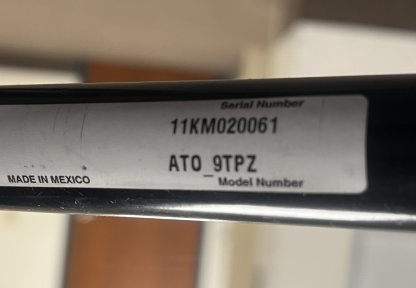 Serial Number
11KM020061
ATO_9TPZ
MADE IN MEXICO
Model Number